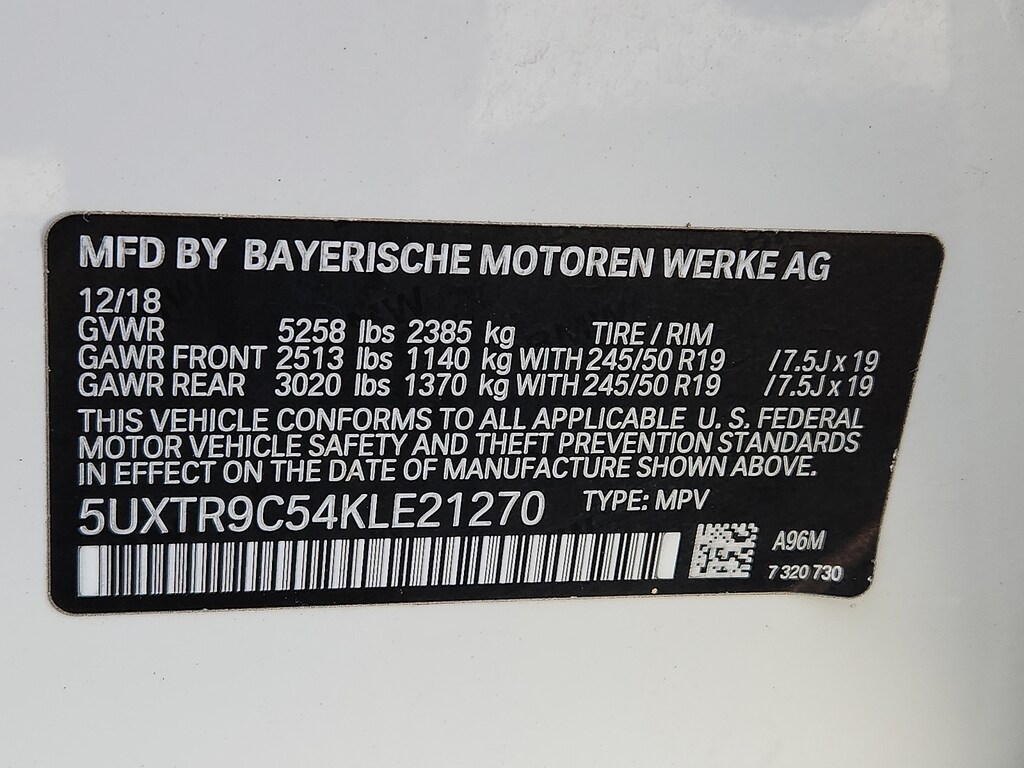 MFD BY BAYERISCHE MOTOREN WERKE AG
12/18
GVWR 5258 lbs 2385 kg TIRE / RIM
GAWR FRONT 2513 lbs 1140 kg WITH 245/50 R19 /7.5J x 19
GAWR REAR 3020 lbs 1370 kg WITH 245/50 R19 /7.5J x 19
THIS VEHICLE CONFORMS TO ALL APPLICABLE U.S. FEDERAL
MOTOR VEHICLE SAFETY AND THEFT PREVENTION STANDARDS
IN EFFECT ON THE DATE OF MANUFACTURE SHOWN ABOVE.
5UXTR9C54KLE21270 TYPE: MPV
A96M
7 320 730